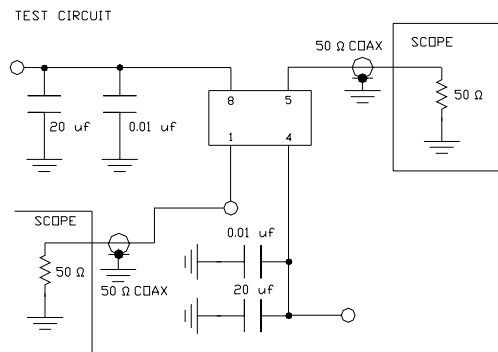 TEST CIRCUIT
50 Ω COAX
SCOPE
8 5
50 Ω
20 uf 0.01 uf
1 4
SCOPE
0.01 uf
50 Ω
50 Ω COAX
20 uf